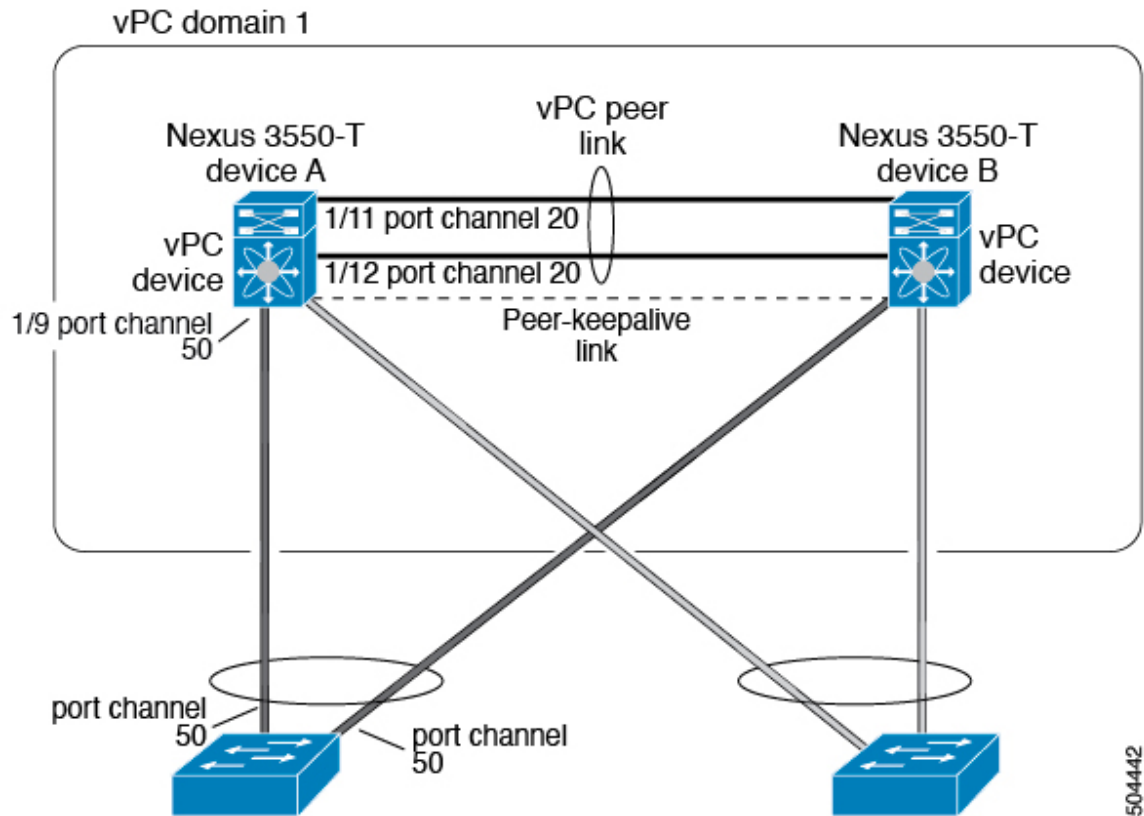 vPC domain 1
Nexus 3550-T
device A
vPC peer
link
Nexus 3550-T
device B
1/11 port channel 20
vPC
device
1/12 port channel 20
vPC
device
1/9 port channel
50
Peer-keepalive
link
port channel
50
port channel
50
504442